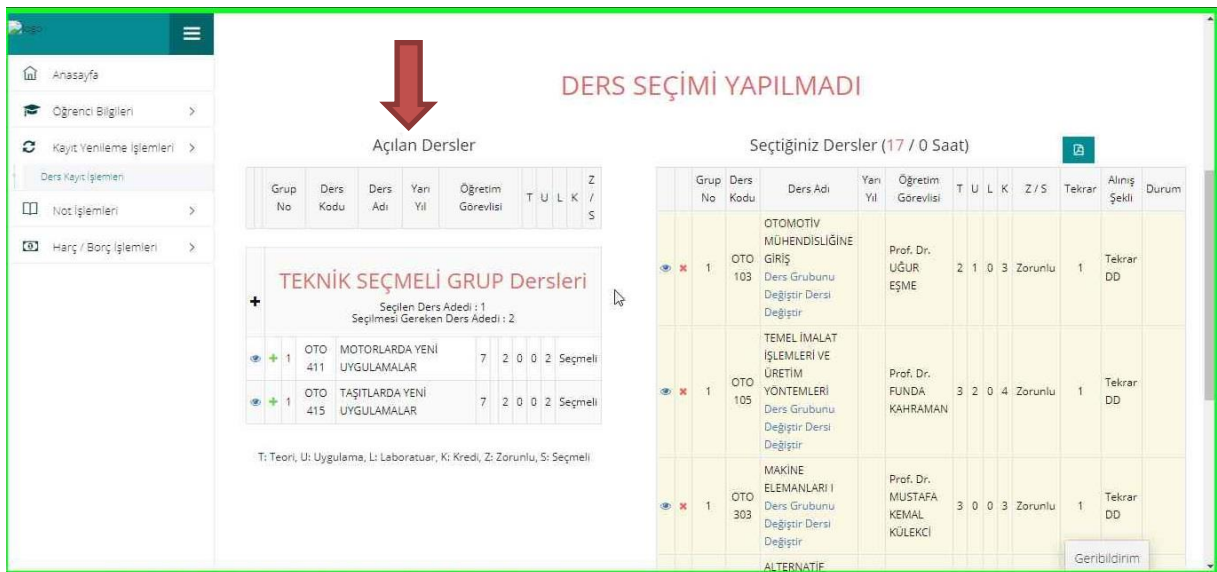 logo
Anasayfa
Öğrenci Bilgileri
Kayıt Yenileme İşlemleri
Ders Kayıt İşlemleri
Not İşlemleri
Harç / Borç İşlemleri
DERS SEÇİMİ YAPILMADI
Açılan Dersler
Grup No Ders Kodu Ders Adı Yarı Yıl Öğretim Görevlisi T U L K Z / S
TEKNİK SEÇMELİ GRUP Dersleri
Seçilen Ders Adedi : 1
Seçilmesi Gereken Ders Adedi : 2
1 OTO 411 MOTORLARDA YENİ UYGULAMALAR 7 2 0 0 2 Seçmeli
1 OTO 415 TAŞITLARDA YENİ UYGULAMALAR 7 2 0 0 2 Seçmeli
T: Teori, U: Uygulama, L: Laboratuar, K: Kredi, Z: Zorunlu, S: Seçmeli
Seçtiğiniz Dersler (17 / 0 Saat)
Grup No Ders Kodu Ders Adı Yarı Yıl Öğretim Görevlisi T U L K Z / S Tekrar Alınış Şekli Durum
1 OTO 103 OTOMOTİV MÜHENDİSLİĞİNE GİRİŞ Ders Grubunu Değiştir Dersi Değiştir Prof. Dr. UĞUR EŞME 2 1 0 3 Zorunlu 1 Tekrar DD
1 OTO 105 TEMEL İMALAT İŞLEMLERİ VE ÜRETİM YÖNTEMLERİ Ders Grubunu Değiştir Dersi Değiştir Prof. Dr. FUNDA KAHRAMAN 3 2 0 4 Zorunlu 1 Tekrar DD
1 OTO 303 MAKİNE ELEMANLARI I Ders Grubunu Değiştir Dersi Değiştir Prof. Dr. MUSTAFA KEMAL KÜLEKCİ 3 0 0 3 Zorunlu 1 Tekrar DD
ALTERNATİF
Geribildirim